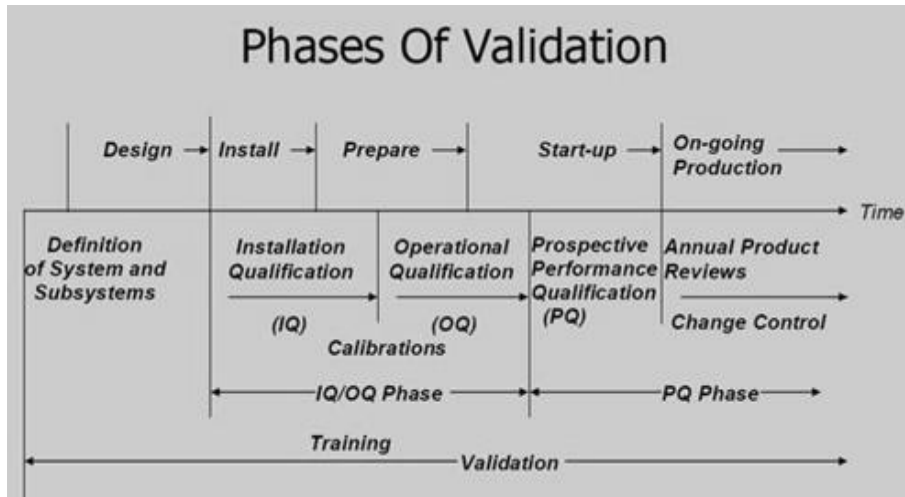 Phases Of Validation
Design Install Prepare Start-up On-going
Production
Time
Definition
of System and
Subsystems
Installation
Qualification
(IQ)
Operational
Qualification
(OQ)
Calibrations
Prospective
Performance
Qualification
(PQ)
Annual Product
Reviews
Change Control
IQ/OQ Phase
PQ Phase
Training
Validation